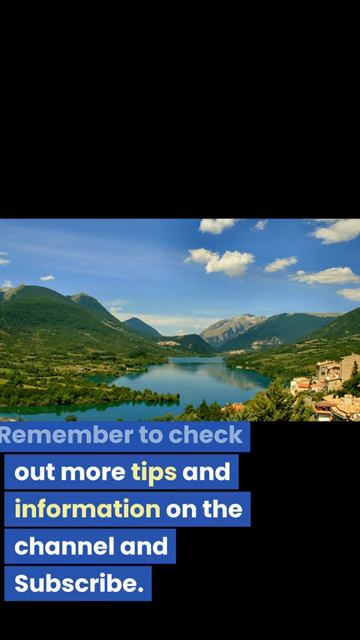 Remember to check
out more tips and
information on the
channel and
Subscribe.